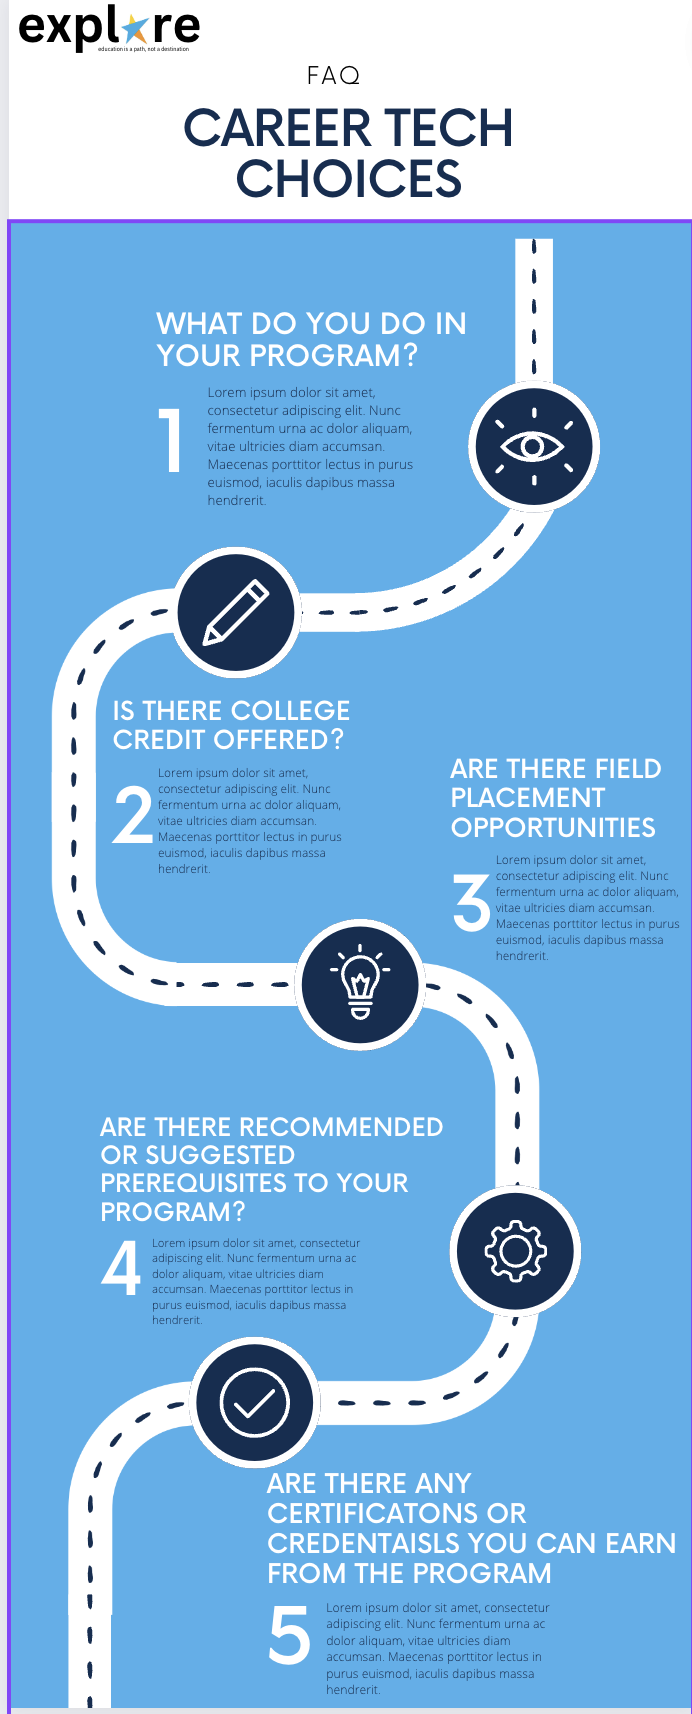 explore
education is a path, not a destination
FAQ
CAREER TECH
CHOICES
WHAT DO YOU DO IN
YOUR PROGRAM?
1
Lorem ipsum dolor sit amet,
consectetur adipiscing elit. Nunc
fermentum urna ac dolor aliquam,
vitae ultricies diam accumsan.
Maecenas porttitor lectus in purus
euismod, iaculis dapibus massa
hendrerit.
IS THERE COLLEGE
CREDIT OFFERED?
2
Lorem ipsum dolor sit amet,
consectetur adipiscing elit. Nunc
fermentum urna ac dolor aliquam,
vitae ultricies diam accumsan.
Maecenas porttitor lectus in purus
euismod, iaculis dapibus massa
hendrerit.
ARE THERE FIELD
PLACEMENT
OPPORTUNITIES
3
Lorem ipsum dolor sit amet,
consectetur adipiscing elit. Nunc
fermentum urna ac dolor aliquam,
vitae ultricies diam accumsan.
Maecenas porttitor lectus in purus
euismod, iaculis dapibus massa
hendrerit.
ARE THERE RECOMMENDED
OR SUGGESTED
PREREQUISITES TO YOUR
PROGRAM?
4
Lorem ipsum dolor sit amet, consectetur
adipiscing elit. Nunc fermentum urna ac
dolor aliquam, vitae ultricies diam
accumsan. Maecenas porttitor lectus in
purus euismod, iaculis dapibus massa
hendrerit.
ARE THERE ANY
CERTIFICATONS OR
CREDENTAISLS YOU CAN EARN
FROM THE PROGRAM
5
Lorem ipsum dolor sit amet, consectetur
adipiscing elit. Nunc fermentum urna ac
dolor aliquam, vitae ultricies diam
accumsan. Maecenas porttitor lectus in
purus euismod, iaculis dapibus massa
hendrerit.